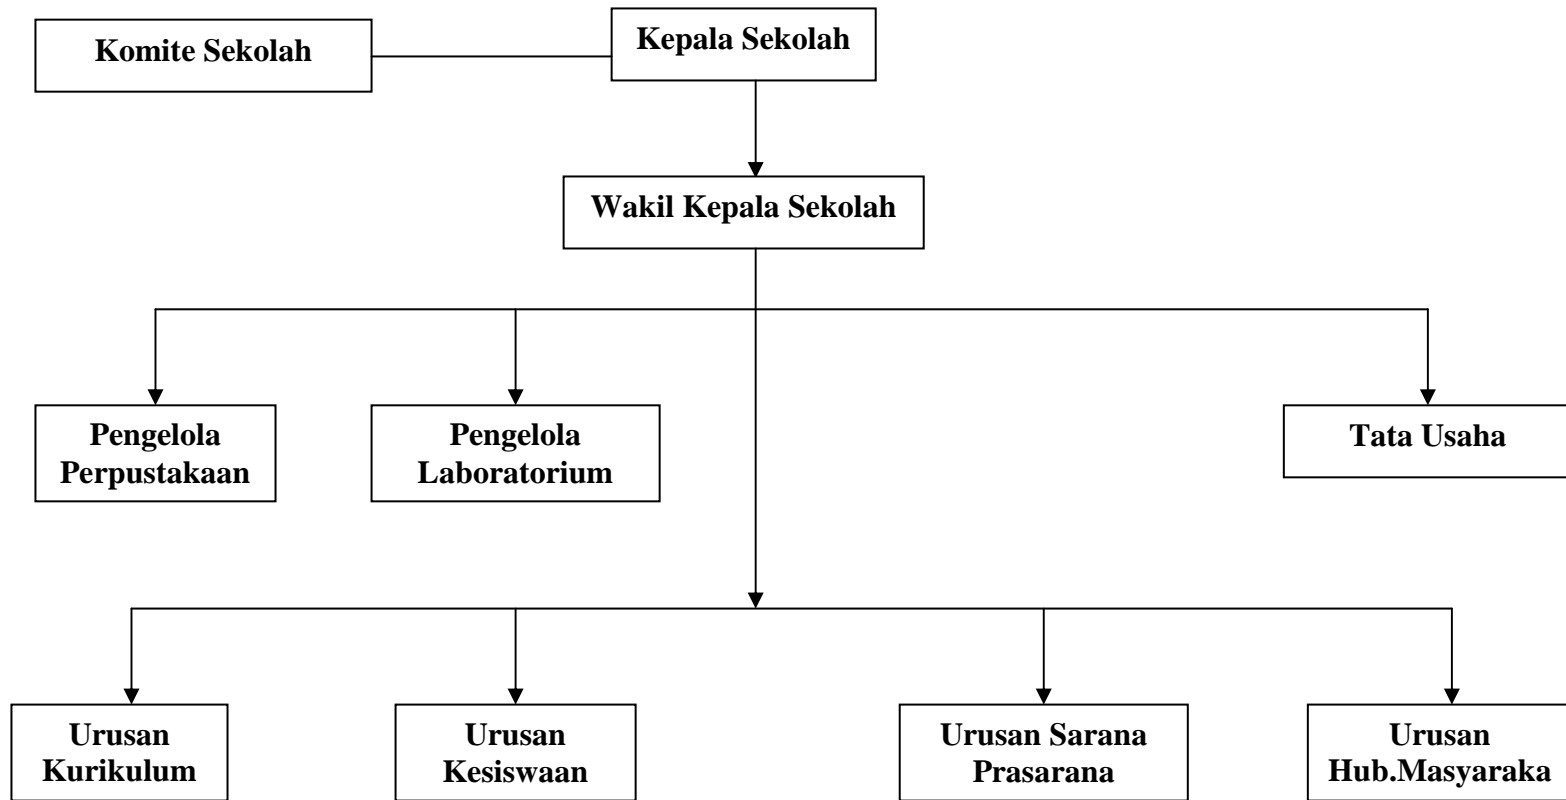 Komite Sekolah
Kepala Sekolah
Wakil Kepala Sekolah
Pengelola
Perpustakaan
Pengelola
Laboratorium
Tata Usaha
Urusan
Kurikulum
Urusan
Kesiswaan
Urusan Sarana
Prasarana
Urusan
Hub.Masyaraka